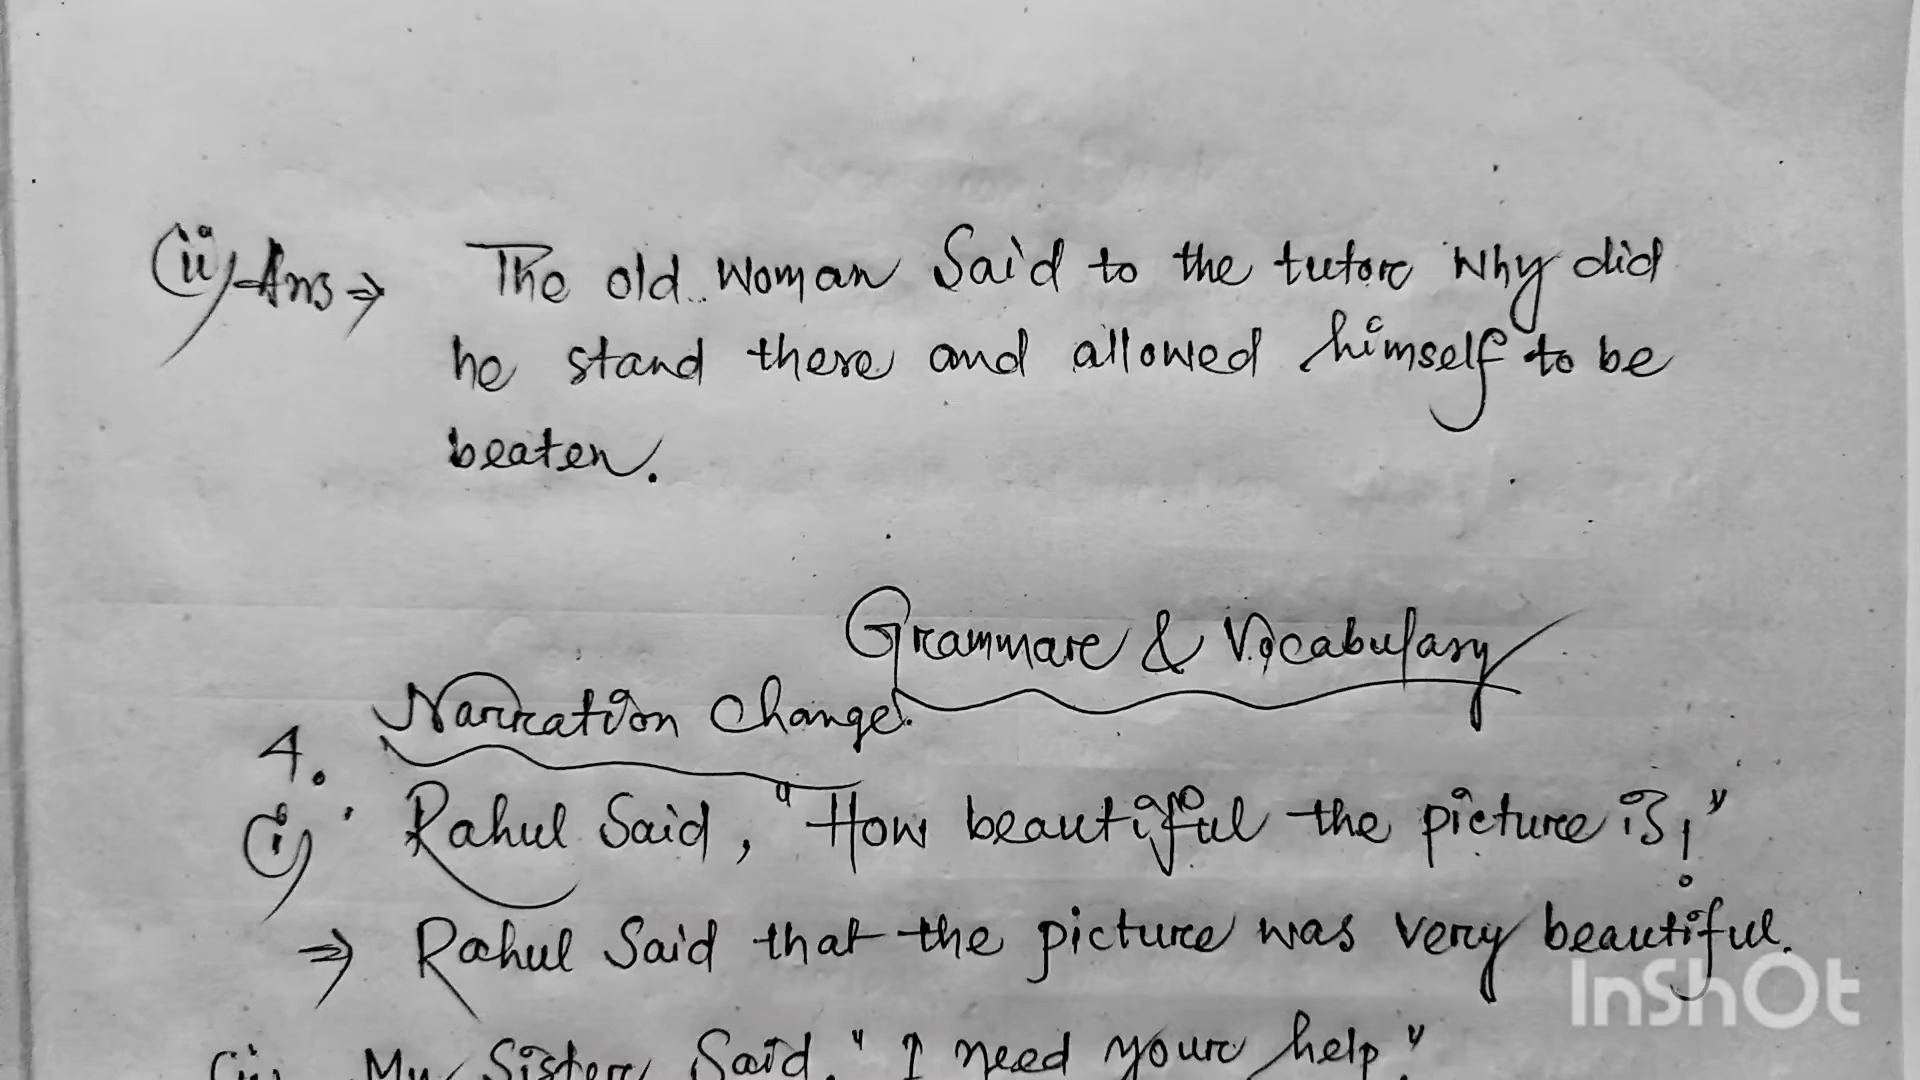 (ii) Ans ⇒ The old woman Said to the tutor Why did
he stand there and allowed himself to be
beaten.
Grammar & Vocabulary
4. Narration Change.
(i) Rahul Said, "How beautiful the picture is!"
⇒ Rahul Said that the picture was very beautiful.
InShOt
(ii) My Sister Said, "I need your help."